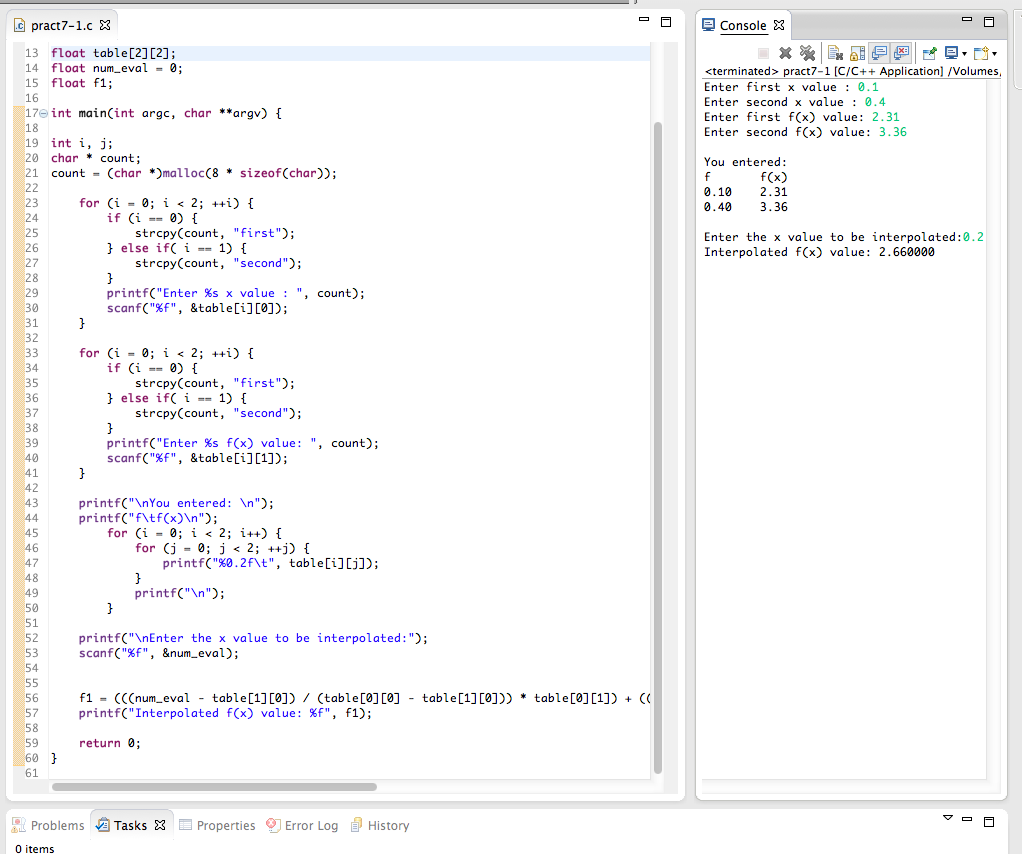 pract7-1.c
13 float table[2][2];
14 float num_eval = 0;
15 float f1;
16
17 int main(int argc, char **argv) {
18
19 int i, j;
20 char * count;
21 count = (char *)malloc(8 * sizeof(char));
22
23 for (i = 0; i < 2; ++i) {
24 if (i == 0) {
25 strcpy(count, "first");
26 } else if( i == 1) {
27 strcpy(count, "second");
28 }
29 printf("Enter %s x value : ", count);
30 scanf("%f", &table[i][0]);
31 }
32
33 for (i = 0; i < 2; ++i) {
34 if (i == 0) {
35 strcpy(count, "first");
36 } else if( i == 1) {
37 strcpy(count, "second");
38 }
39 printf("Enter %s f(x) value: ", count);
40 scanf("%f", &table[i][1]);
41 }
42
43 printf("\nYou entered: \n");
44 printf("f\tf(x)\n");
45 for (i = 0; i < 2; i++) {
46 for (j = 0; j < 2; ++j) {
47 printf("%0.2f\t", table[i][j]);
48 }
49 printf("\n");
50 }
51
52 printf("\nEnter the x value to be interpolated:");
53 scanf("%f", &num_eval);
54
55
56 f1 = (((num_eval - table[1][0]) / (table[0][0] - table[1][0])) * table[0][1]) + ((
57 printf("Interpolated f(x) value: %f", f1);
58
59 return 0;
60 }
61
Console
<terminated> pract7-1 [C/C++ Application] /Volumes,
Enter first x value : 0.1
Enter second x value : 0.4
Enter first f(x) value: 2.31
Enter second f(x) value: 3.36
You entered:
f f(x)
0.10 2.31
0.40 3.36
Enter the x value to be interpolated:0.2
Interpolated f(x) value: 2.660000
Problems Tasks Properties Error Log History
0 items